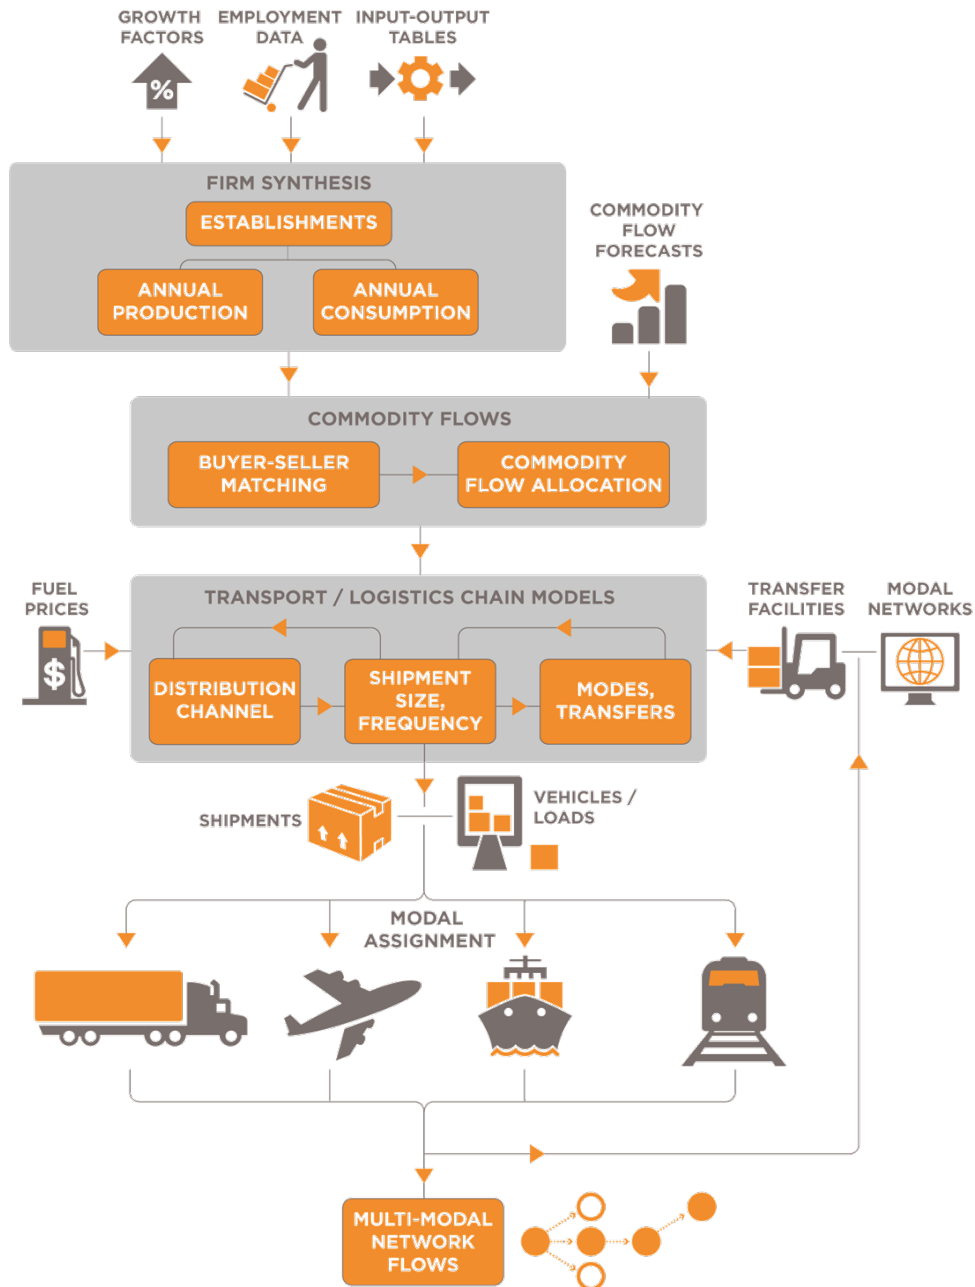 GROWTH
FACTORS
EMPLOYMENT
DATA
INPUT-OUTPUT
TABLES
%
FIRM SYNTHESIS
ESTABLISHMENTS
ANNUAL
PRODUCTION
ANNUAL
CONSUMPTION
COMMODITY
FLOW
FORECASTS
COMMODITY FLOWS
BUYER-SELLER
MATCHING
COMMODITY
FLOW ALLOCATION
FUEL
PRICES
$
TRANSPORT / LOGISTICS CHAIN MODELS
DISTRIBUTION
CHANNEL
SHIPMENT
SIZE,
FREQUENCY
MODES,
TRANSFERS
TRANSFER
FACILITIES
MODAL
NETWORKS
SHIPMENTS
VEHICLES /
LOADS
MODAL
ASSIGNMENT
MULTI-MODAL
NETWORK
FLOWS